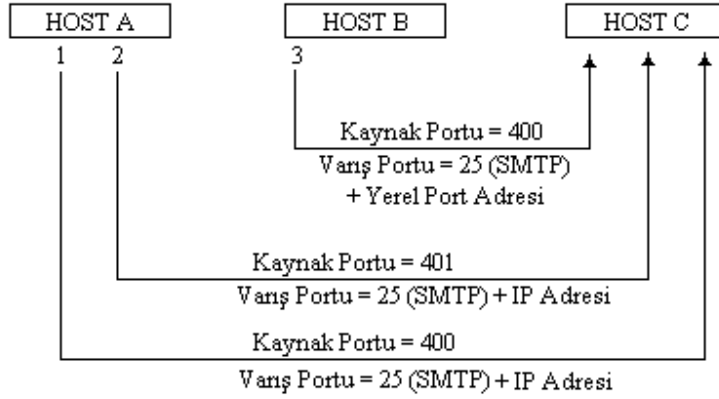 HOST A HOST B HOST C
1 2 3
Kaynak Portu = 400
Varış Portu = 25 (SMTP)
+ Yerel Port Adresi
Kaynak Portu = 401
Varış Portu = 25 (SMTP) + IP Adresi
Kaynak Portu = 400
Varış Portu = 25 (SMTP) + IP Adresi